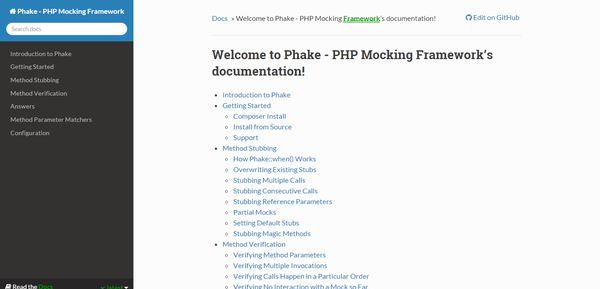 Phake - PHP Mocking Framework
Search docs
Introduction to Phake
Getting Started
Method Stubbing
Method Verification
Answers
Method Parameter Matchers
Configuration
Read the Docs
latest
Docs » Welcome to Phake - PHP Mocking Framework's documentation!
Edit on GitHub
Welcome to Phake - PHP Mocking Framework's
documentation!
Introduction to Phake
Getting Started
Composer Install
Install from Source
Support
Method Stubbing
How Phake::when() Works
Overwriting Existing Stubs
Stubbing Multiple Calls
Stubbing Consecutive Calls
Stubbing Reference Parameters
Partial Mocks
Setting Default Stubs
Stubbing Magic Methods
Method Verification
Verifying Method Parameters
Verifying Multiple Invocations
Verifying Calls Happen in a Particular Order
Verifying No Interaction with a Mock so Far